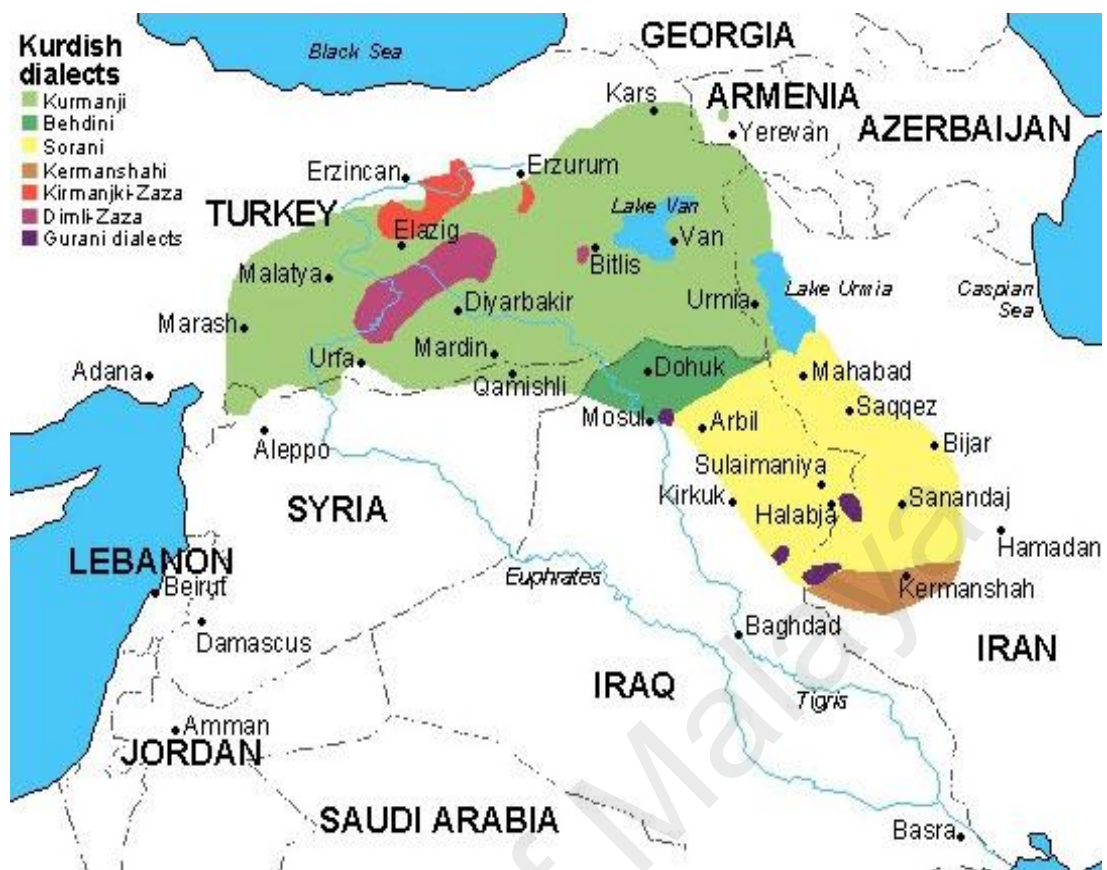 Kurdish
dialects
Kurmanji
Behdini
Sorani
Kermanshahi
Kirmanjki-Zaza
Dimli-Zaza
Gurani dialects
Black Sea
GEORGIA
Kars
ARMENIA
Yerevan
AZERBAIJAN
Erzincan
Erzurum
TURKEY
Elazig
Lake Van
Van
Bitlis
Malatya
Lake Urmia
Caspian
Sea
Urmia
Diyarbakir
Marash
Urfa
Mardin
Adana
Qamishli
Dohuk
Mahabad
Saqqez
Mosul
Arbil
Bijar
Aleppo
Sulaimaniya
SYRIA
Kirkuk
Halabja
Sanandaj
Hamadan
LEBANON
Beirut
Euphrates
Kermanshah
Damascus
Baghdad
IRAN
IRAQ
Tigris
Amman
JORDAN
SAUDI ARABIA
Basra
of Malaya